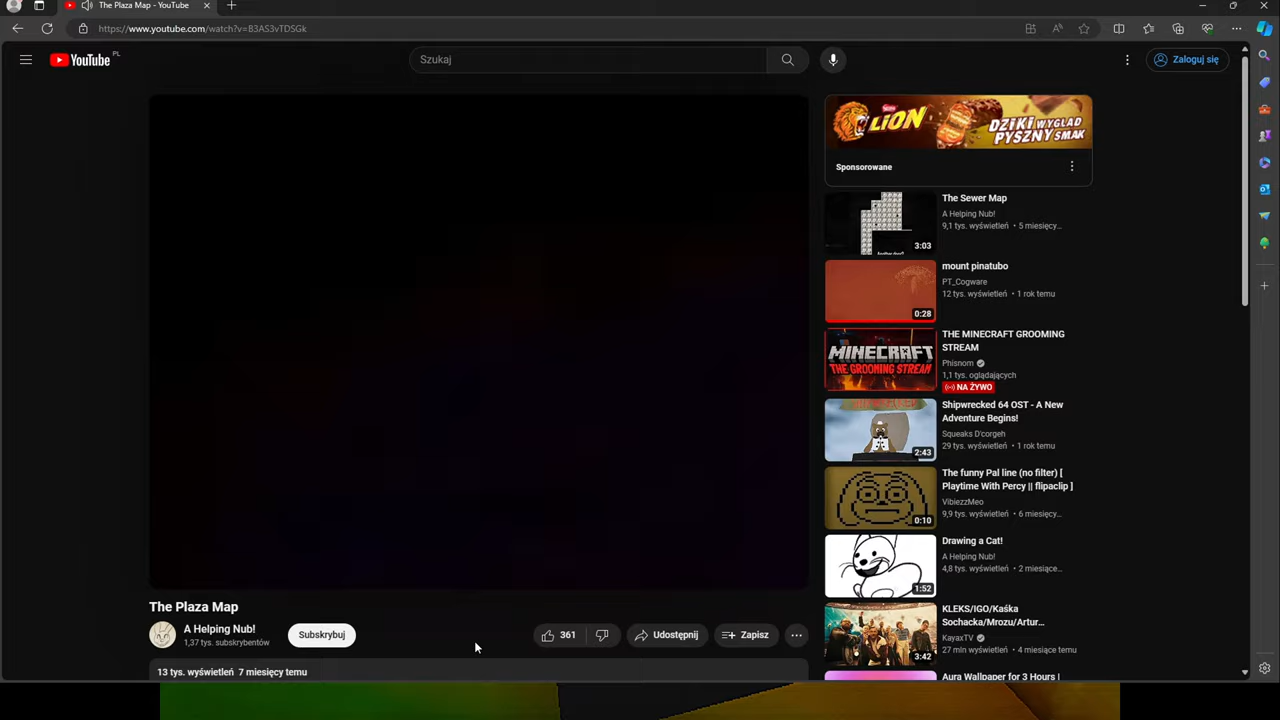 The Plaza Map - YouTube
https://www.youtube.com/watch?v=B3AS3vTDSGk
YouTube PL
Szukaj
Zaloguj się
Nestlé
LION
DZIKI WYGLĄD
PYSZNY SMAK
Sponsorowane
The Sewer Map
A Helping Nub!
9,1 tys. wyświetleń • 5 miesięcy...
3:03
mount pinatubo
PT_Cogware
12 tys. wyświetleń • 1 rok temu
0:28
THE MINECRAFT GROOMING
STREAM
Phisnom
1,1 tys. oglądających
NA ŻYWO
MINECRAFT
THE GROOMING STREAM
Shipwrecked 64 OST - A New
Adventure Begins!
Squeaks D'corgeh
29 tys. wyświetleń • 1 rok temu
2:43
The funny Pal line (no filter) [
Playtime With Percy || flipaclip ]
VibiezzMeo
9,9 tys. wyświetleń • 6 miesięcy...
0:10
Drawing a Cat!
A Helping Nub!
4,8 tys. wyświetleń • 2 miesiące...
1:52
KLEKS/IGO/Kaśka
Sochacka/Mrozu/Artur...
KayaxTV
27 mln wyświetleń • 4 miesiące temu
3:42
Aura Wallpaper for 3 Hours |
The Plaza Map
A Helping Nub!
1,37 tys. subskrybentów
Subskrybuj
361
Udostępnij
Zapisz
13 tys. wyświetleń 7 miesięcy temu